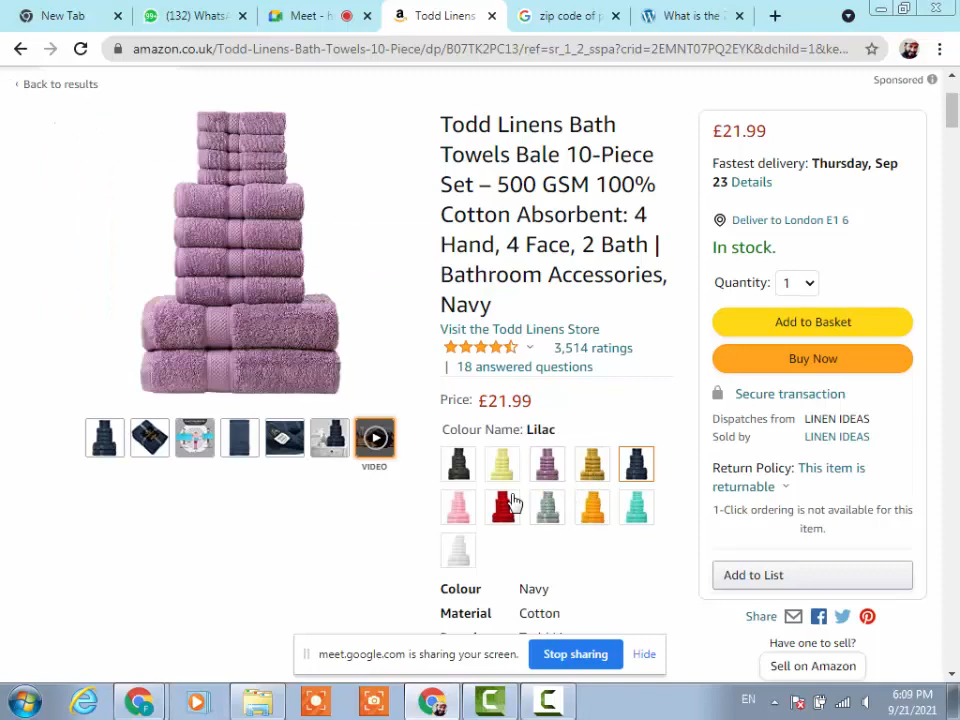 New Tab
(132) Whats
Meet - h
Todd Linens
zip code of p
What is the
amazon.co.uk/Todd-Linens-Bath-Towels-10-Piece/dp/B07TK2PC13/ref=sr_1_2_sspa?crid=2EMNT07PQ2EYK&dchild=1&ke...
‹ Back to results
Sponsored
Todd Linens Bath
Towels Bale 10-Piece
Set – 500 GSM 100%
Cotton Absorbent: 4
Hand, 4 Face, 2 Bath |
Bathroom Accessories,
Navy
Visit the Todd Linens Store
3,514 ratings
| 18 answered questions
Price: £21.99
Colour Name: Lilac
VIDEO
Colour Navy
Material Cotton
£21.99
Fastest delivery: Thursday, Sep
23 Details
Deliver to London E1 6
In stock.
Quantity: 1
Add to Basket
Buy Now
Secure transaction
Dispatches from LINEN IDEAS
Sold by LINEN IDEAS
Return Policy: This item is
returnable
1-Click ordering is not available for this
item.
Add to List
Share
Have one to sell?
Sell on Amazon
meet.google.com is sharing your screen.
Stop sharing
Hide
EN
6:09 PM
9/21/2021